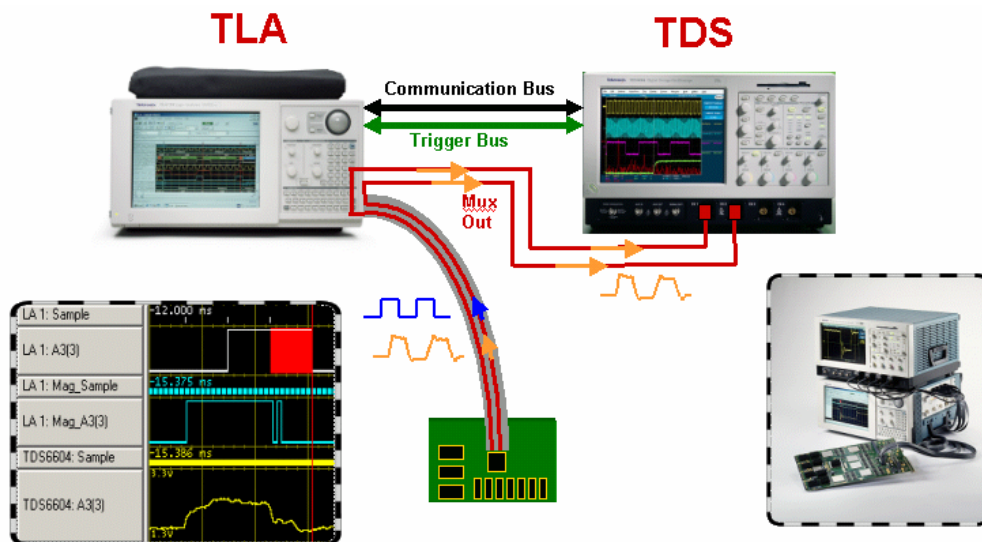 TLA
TDS
Communication Bus
Trigger Bus
Mux
Out
LA 1: Sample
-12.000 ns
LA 1: A3(3)
LA 1: Mag_Sample
-15.375 ns
LA 1: Mag_A3(3)
TDS6604: Sample
-15.386 ns
3.3V
TDS6604: A3(3)
1.3V